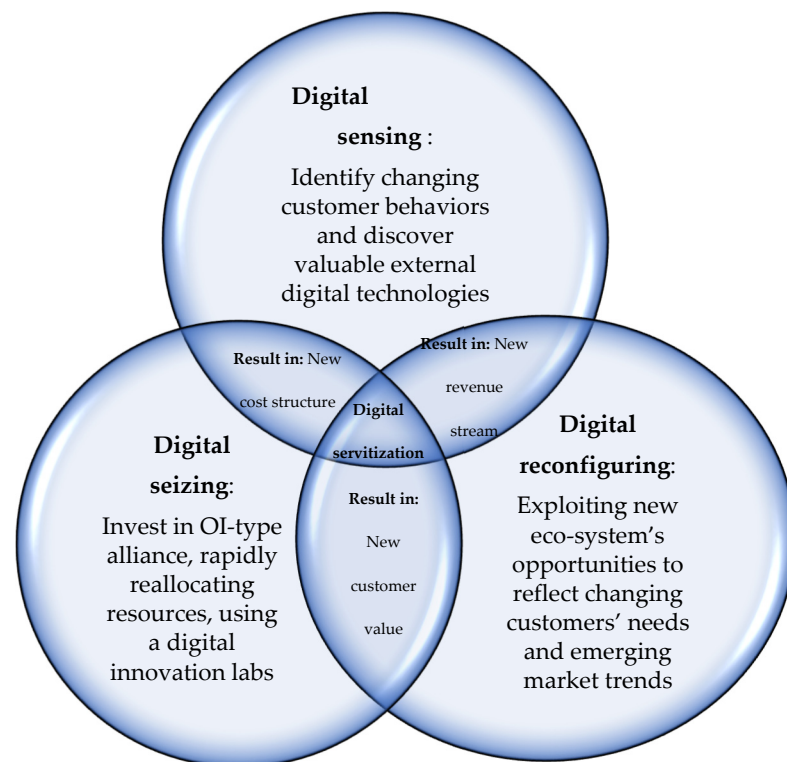 Digital
sensing :
Identify changing
customer behaviors
and discover
valuable external
digital technologies
Result in: New
cost structure
Result in: New
revenue
stream
Digital
servitization
Digital
seizing:
Invest in OI-type
alliance, rapidly
reallocating
resources, using
a digital
innovation labs
Result in:
New
customer
value
Digital
reconfiguring:
Exploiting new
eco-system’s
opportunities to
reflect changing
customers’ needs
and emerging
market trends